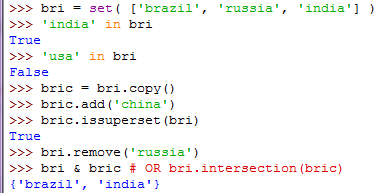 >>> bri = set( ['brazil', 'russia', 'india'] )
>>> 'india' in bri
True
>>> 'usa' in bri
False
>>> bric = bri.copy()
>>> bric.add('china')
>>> bric.issuperset(bri)
True
>>> bri.remove('russia')
>>> bri & bric # OR bri.intersection(bric)
{'brazil', 'india'}